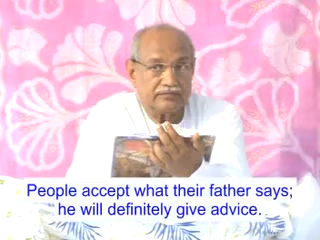 People accept what their father says;
he will definitely give advice.